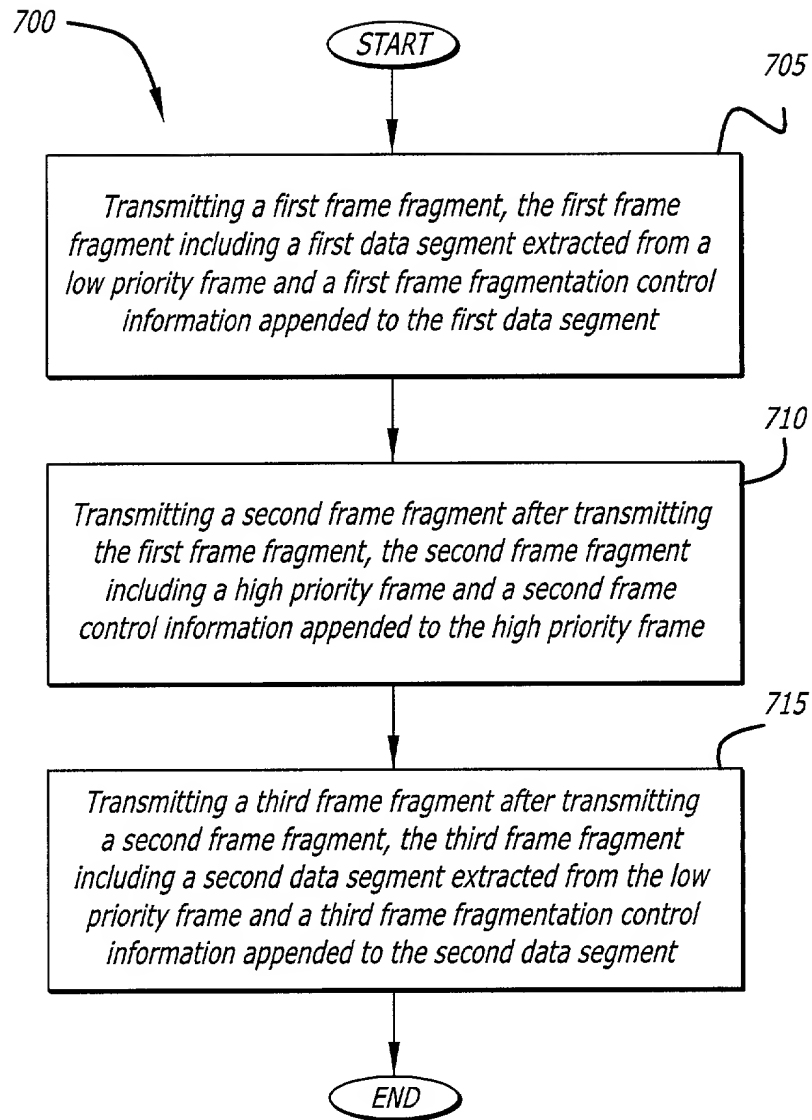 700
START
705
Transmitting a first frame fragment, the first frame
fragment including a first data segment extracted from a
low priority frame and a first frame fragmentation control
information appended to the first data segment
710
Transmitting a second frame fragment after transmitting
the first frame fragment, the second frame fragment
including a high priority frame and a second frame
control information appended to the high priority frame
715
Transmitting a third frame fragment after transmitting
a second frame fragment, the third frame fragment
including a second data segment extracted from the low
priority frame and a third frame fragmentation control
information appended to the second data segment
END